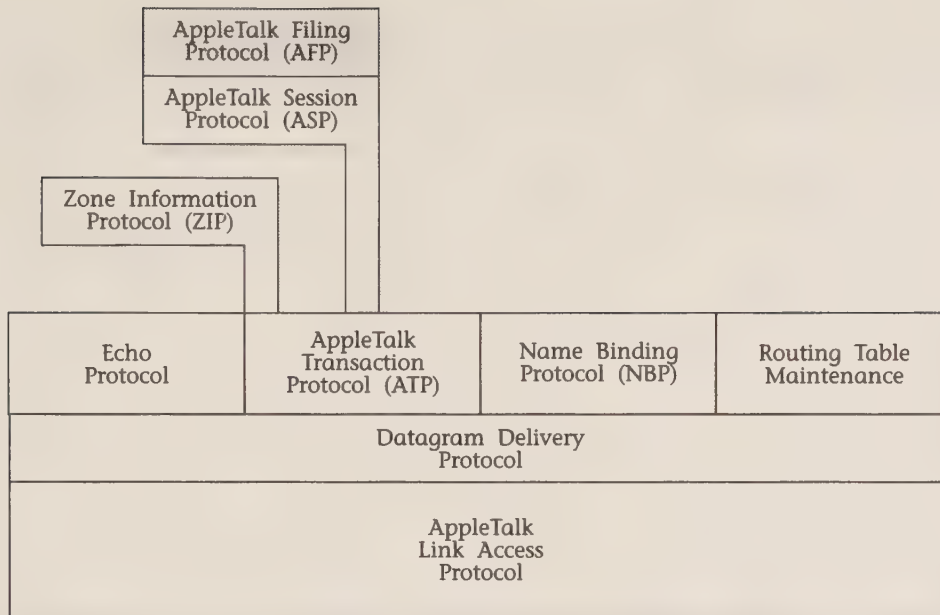 AppleTalk Filing
Protocol (AFP)
AppleTalk Session
Protocol (ASP)
Zone Information
Protocol (ZIP)
Echo
Protocol
AppleTalk
Transaction
Protocol (ATP)
Name Binding
Protocol (NBP)
Routing Table
Maintenance
Datagram Delivery
Protocol
AppleTalk
Link Access
Protocol